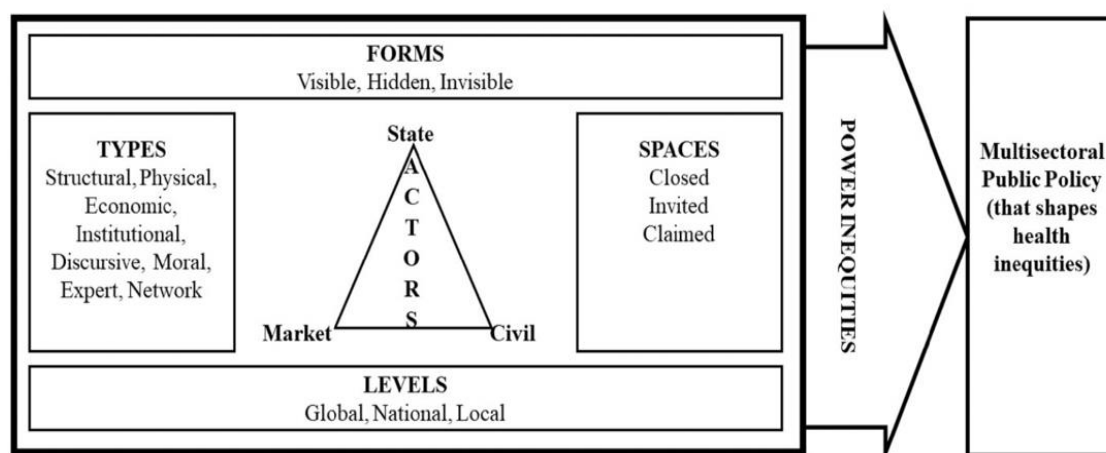 FORMS
Visible, Hidden, Invisible
TYPES
Structural, Physical,
Economic,
Institutional,
Discursive, Moral,
Expert, Network
State
ACTORS
Market
Civil
SPACES
Closed
Invited
Claimed
LEVELS
Global, National, Local
POWER INEQUITIES
Multisectoral
Public Policy
(that shapes
health
inequities)